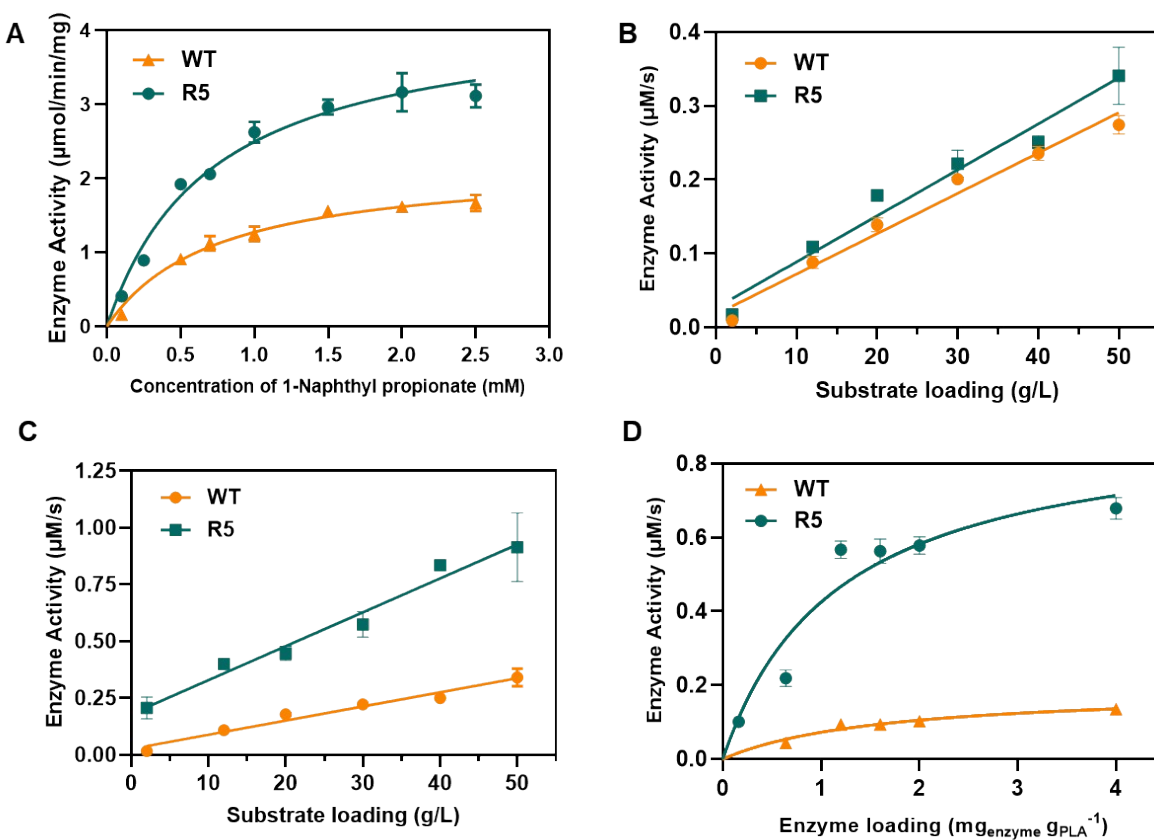 A
Enzyme Activity (µmol/min/mg)
4
3
2
1
0
WT
R5
0.0 0.5 1.0 1.5 2.0 2.5 3.0
Concentration of 1-Naphthyl propionate (mM)
B
Enzyme Activity (µM/s)
0.4
0.3
0.2
0.1
0.0
WT
R5
0 10 20 30 40 50
Substrate loading (g/L)
C
Enzyme Activity (µM/s)
1.25
1.00
0.75
0.50
0.25
0.00
WT
R5
0 10 20 30 40 50
Substrate loading (g/L)
D
Enzyme Activity (µM/s)
0.8
0.6
0.4
0.2
0.0
WT
R5
0 1 2 3 4
Enzyme loading (mg_enzyme g_PLA^-1)